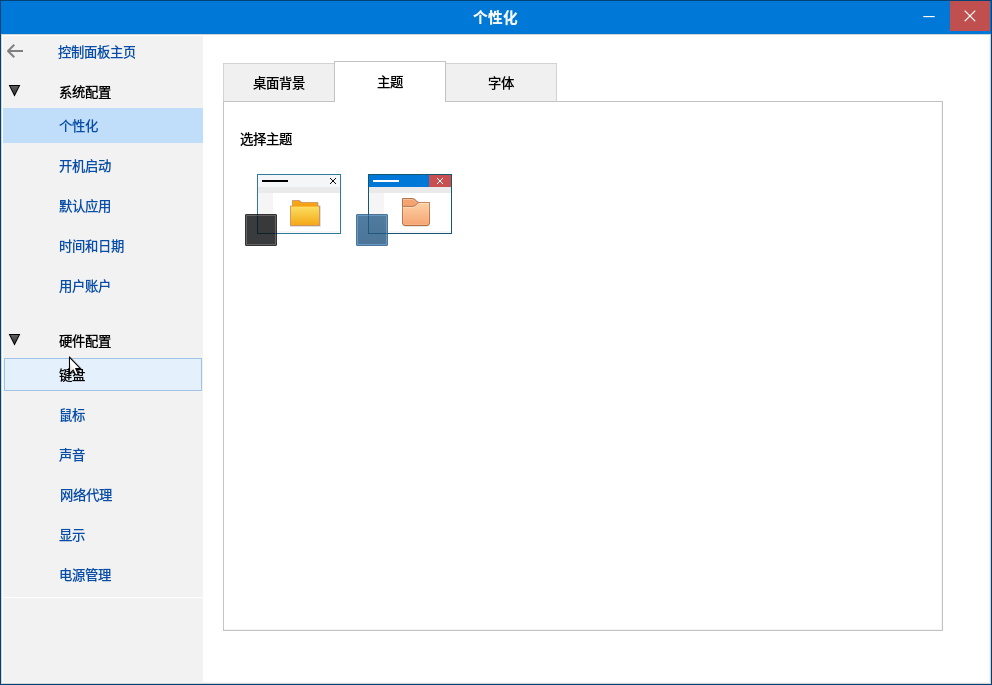 个性化
控制面板主页
系统配置
个性化
开机启动
默认应用
时间和日期
用户账户
硬件配置
键盘
鼠标
声音
网络代理
显示
电源管理
桌面背景
主题
字体
选择主题